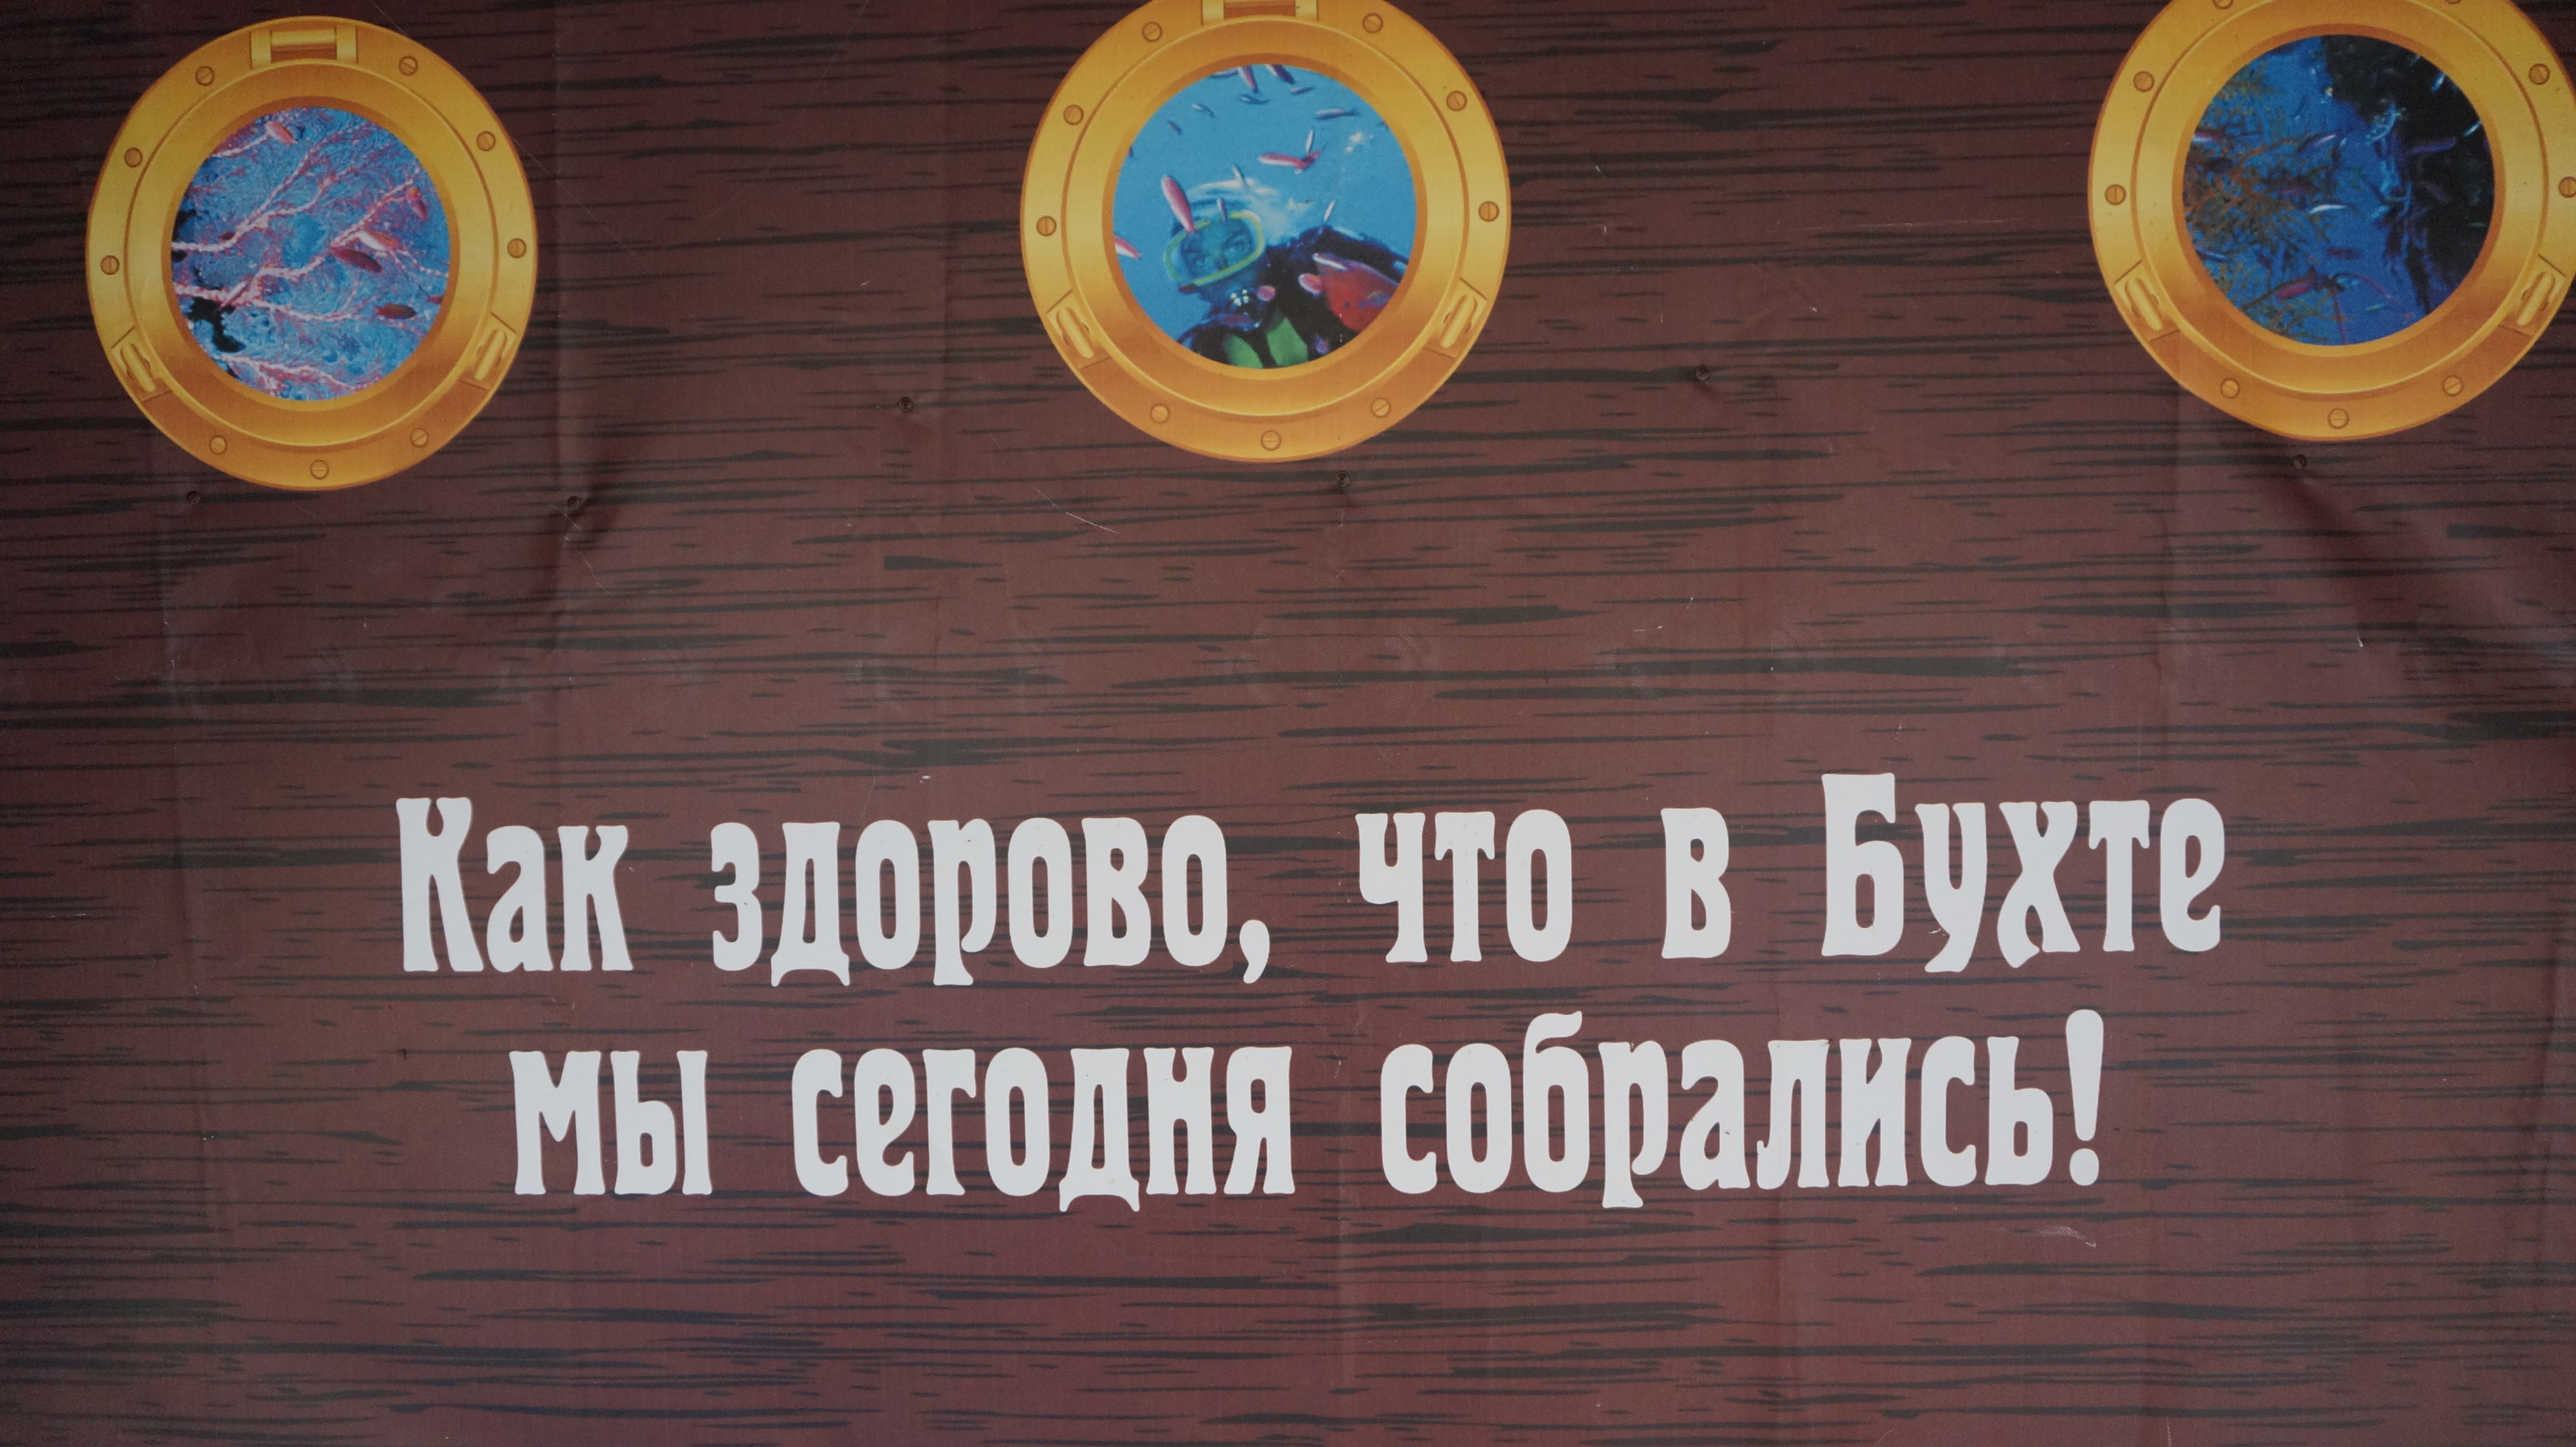 Как здорово, что в Бухте
мы сегодня собрались!